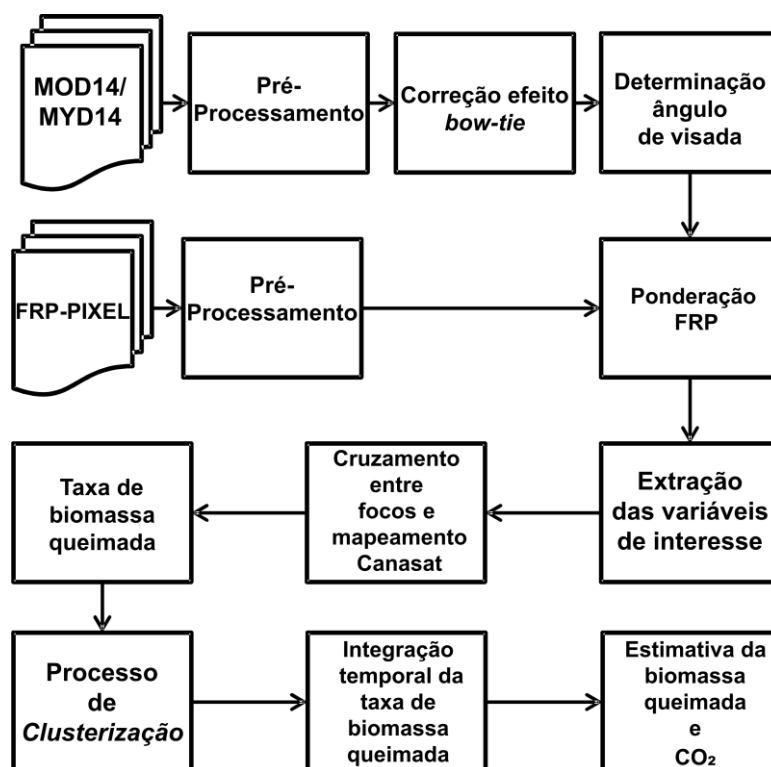 MOD14/
MYD14
Pré-
Processamento
Correção efeito
bow-tie
Determinação
ângulo
de visada
FRP-PIXEL
Pré-
Processamento
Ponderação
FRP
Taxa de
biomassa
queimada
Cruzamento
entre
focos e
mapeamento
Canasat
Extração
das variáveis
de interesse
Processo
de
Clusterização
Integração
temporal da
taxa de
biomassa
queimada
Estimativa da
biomassa
queimada
e
CO₂